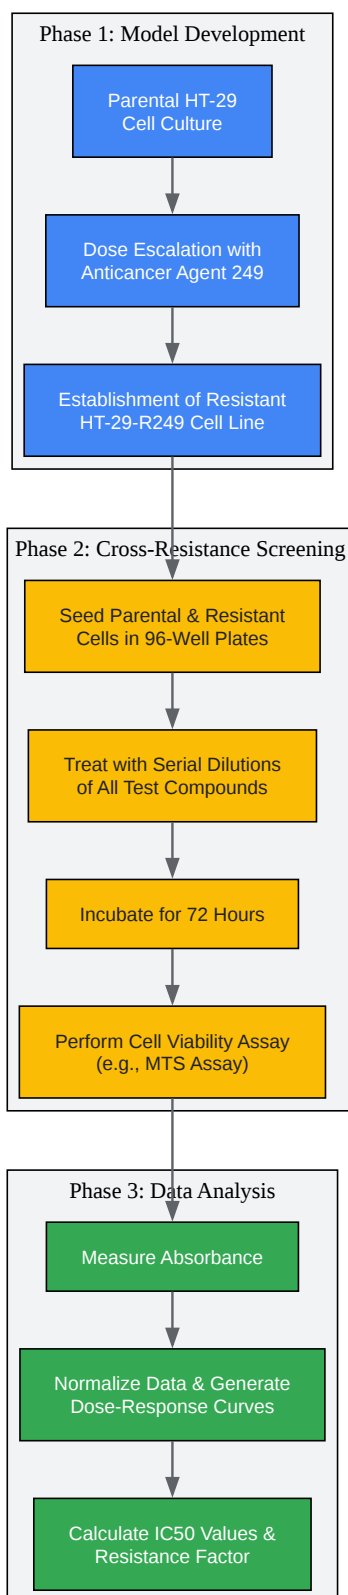 Phase 1: Model Development
Parental HT-29
Cell Culture
Dose Escalation with
Anticancer Agent 249
Establishment of Resistant
HT-29-R249 Cell Line
Phase 2: Cross-Resistance Screening
Seed Parental & Resistant
Cells in 96-Well Plates
Treat with Serial Dilutions
of All Test Compounds
Incubate for 72 Hours
Perform Cell Viability Assay
(e.g., MTS Assay)
Phase 3: Data Analysis
Measure Absorbance
Normalize Data & Generate
Dose-Response Curves
Calculate IC50 Values &
Resistance Factor